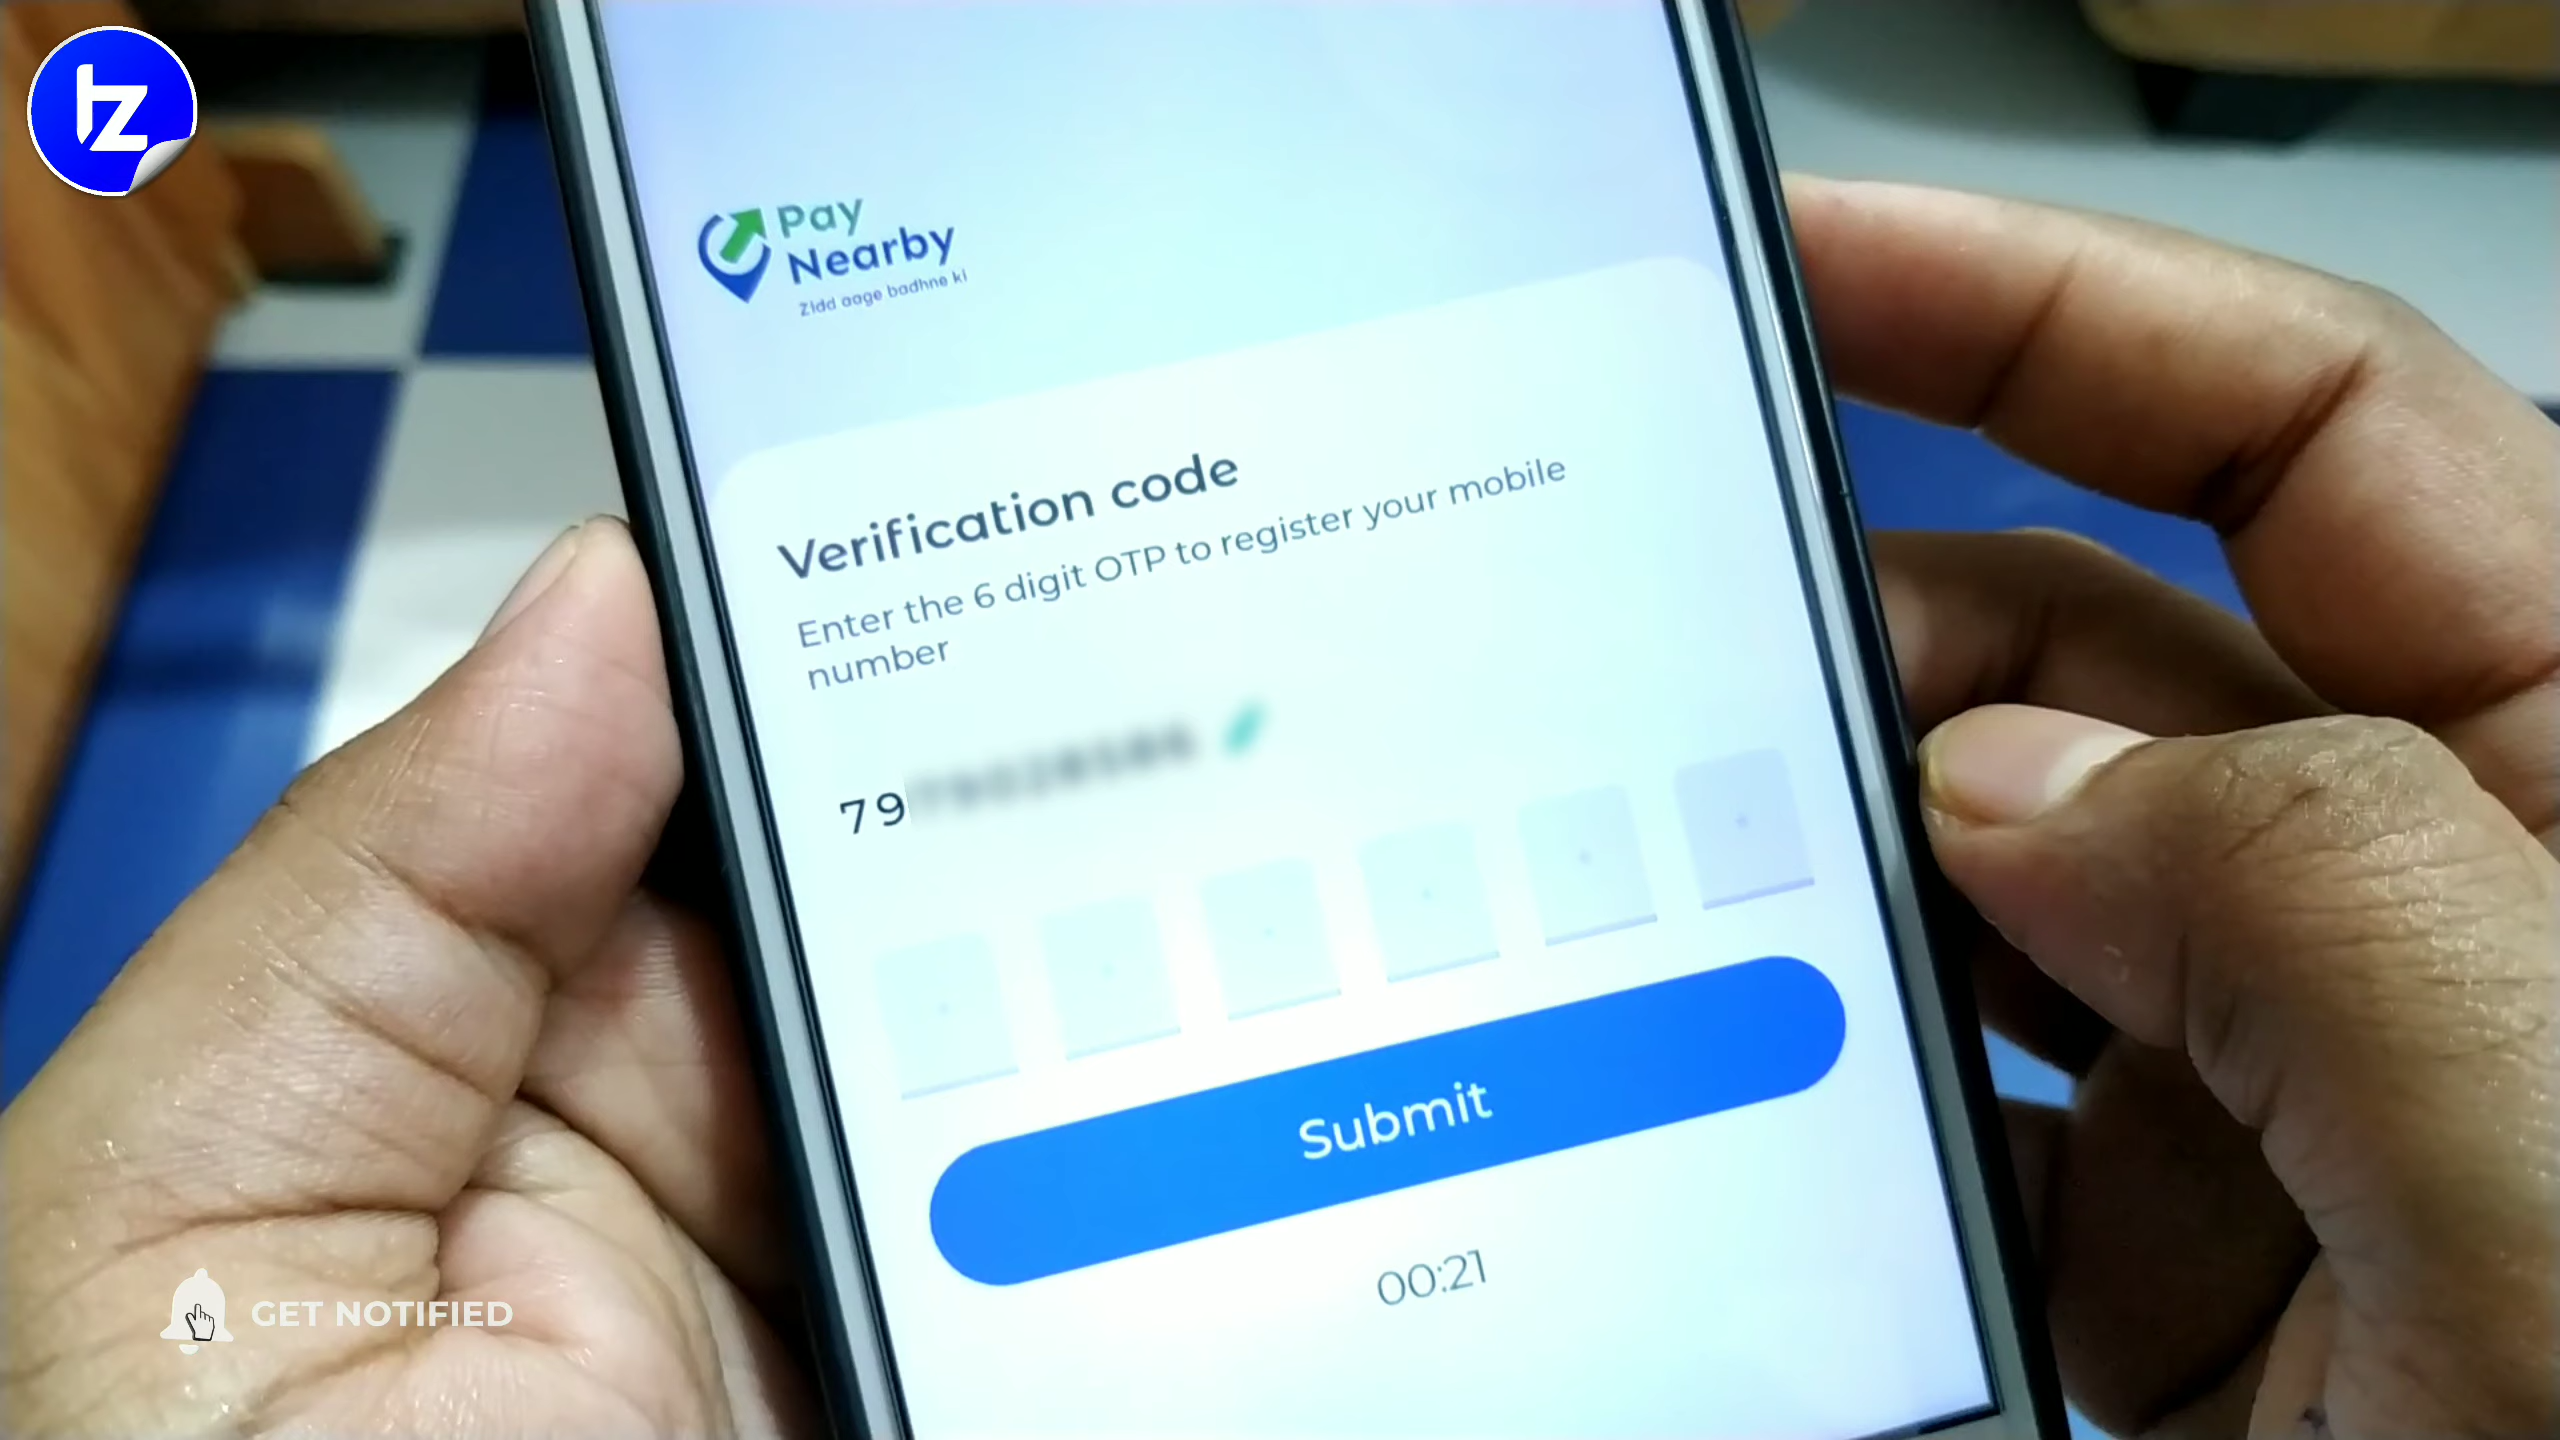 tz
Pay
Nearby
Zidd aage badhne ki
Verification code
Enter the 6 digit OTP to register your mobile
number
79
Submit
00:21
GET NOTIFIED